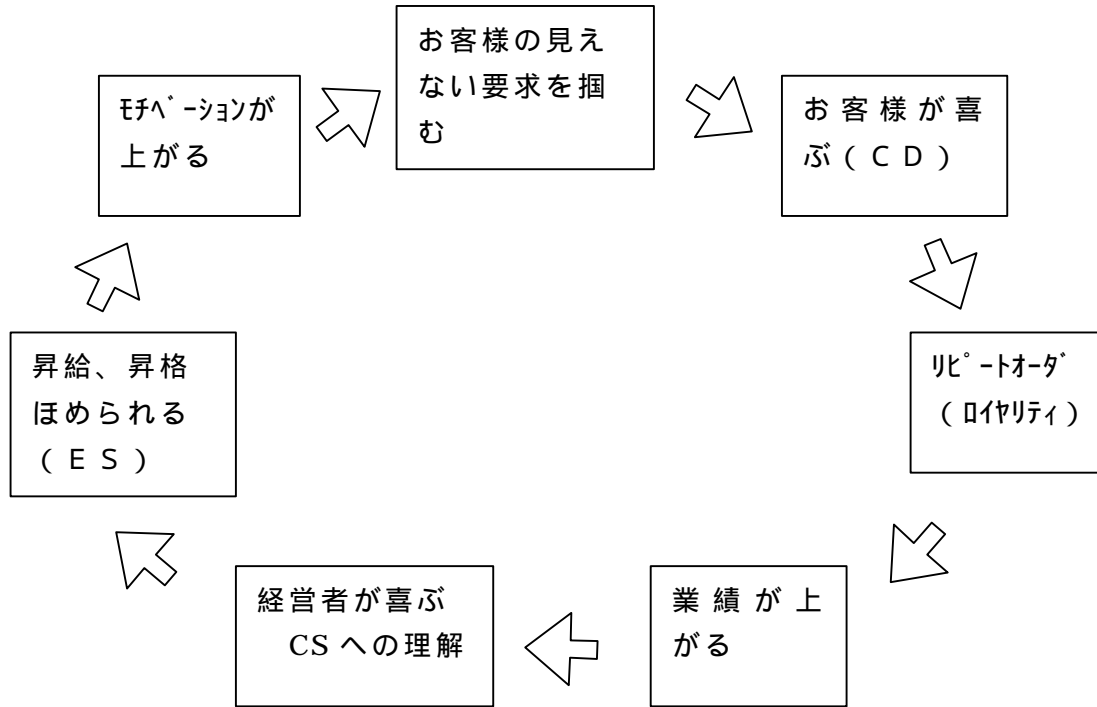 お客様の見え
ない要求を掴
む
お客様が喜
ぶ(CD)
リピートオーダ
(ロイヤリティ)
業績が上
がる
経営者が喜ぶ
CSへの理解
昇給、昇格
ほめられる
(ES)
モチベーションが
上がる